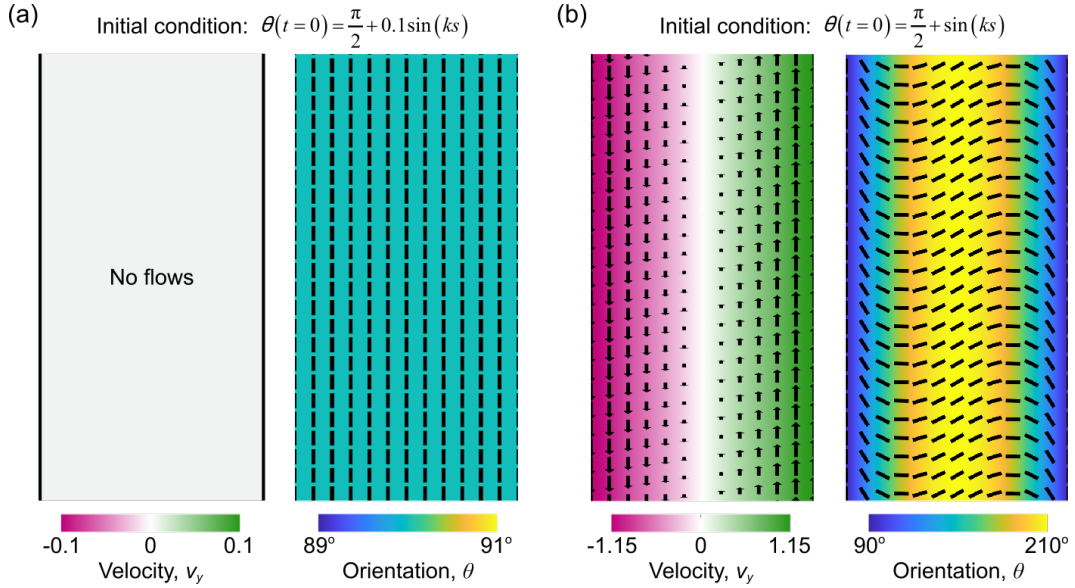 (a)
Initial condition: θ(t = 0) = π/2 + 0.1 sin(ks)
No flows
-0.1 0 0.1
Velocity, v_y
89° 91°
Orientation, θ
(b)
Initial condition: θ(t = 0) = π/2 + sin(ks)
-1.15 0 1.15
Velocity, v_y
90° 210°
Orientation, θ